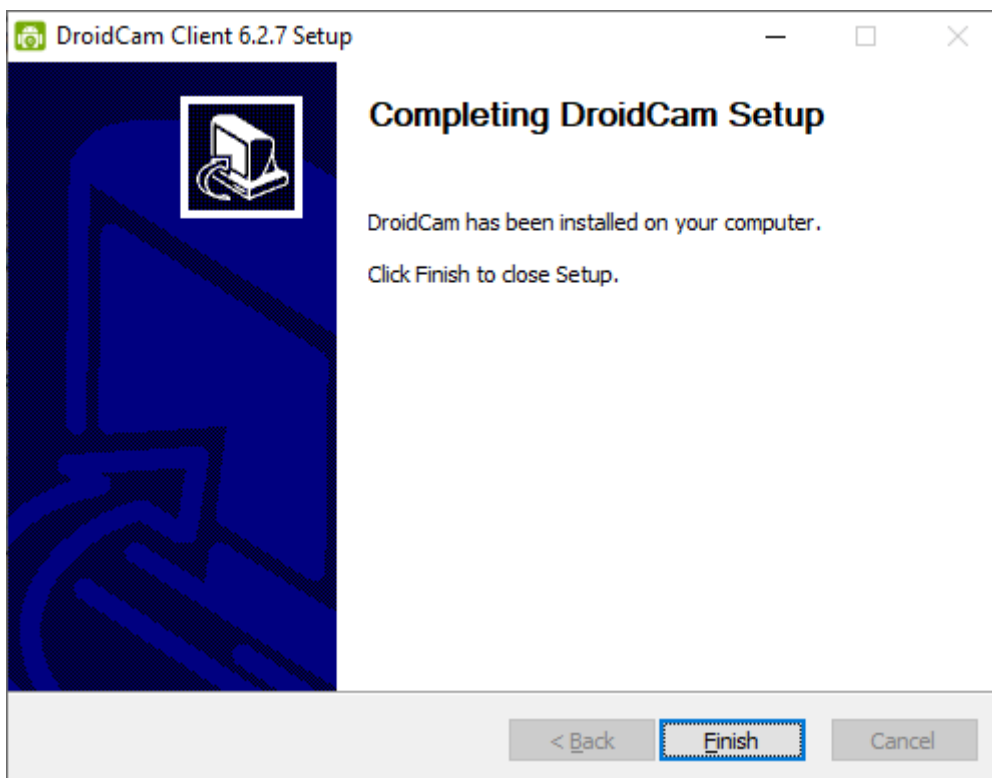 DroidCam Client 6.2.7 Setup
Completing DroidCam Setup
DroidCam has been installed on your computer.
Click Finish to close Setup.
< Back
Finish
Cancel